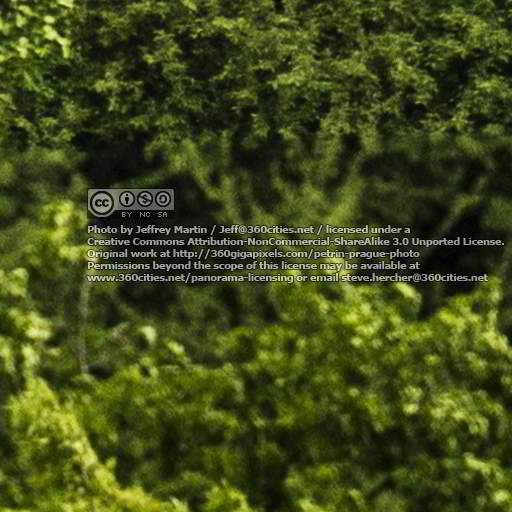 cc BY NC SA
Photo by Jeffrey Martin / Jeff@360cities.net / licensed under a
Creative Commons Attribution-NonCommercial-ShareAlike 3.0 Unported License.
Original work at http://360gigapixels.com/petrin-prague-photo
Permissions beyond the scope of this license may be available at
www.360cities.net/panorama-licensing or email steve.hercher@360cities.net